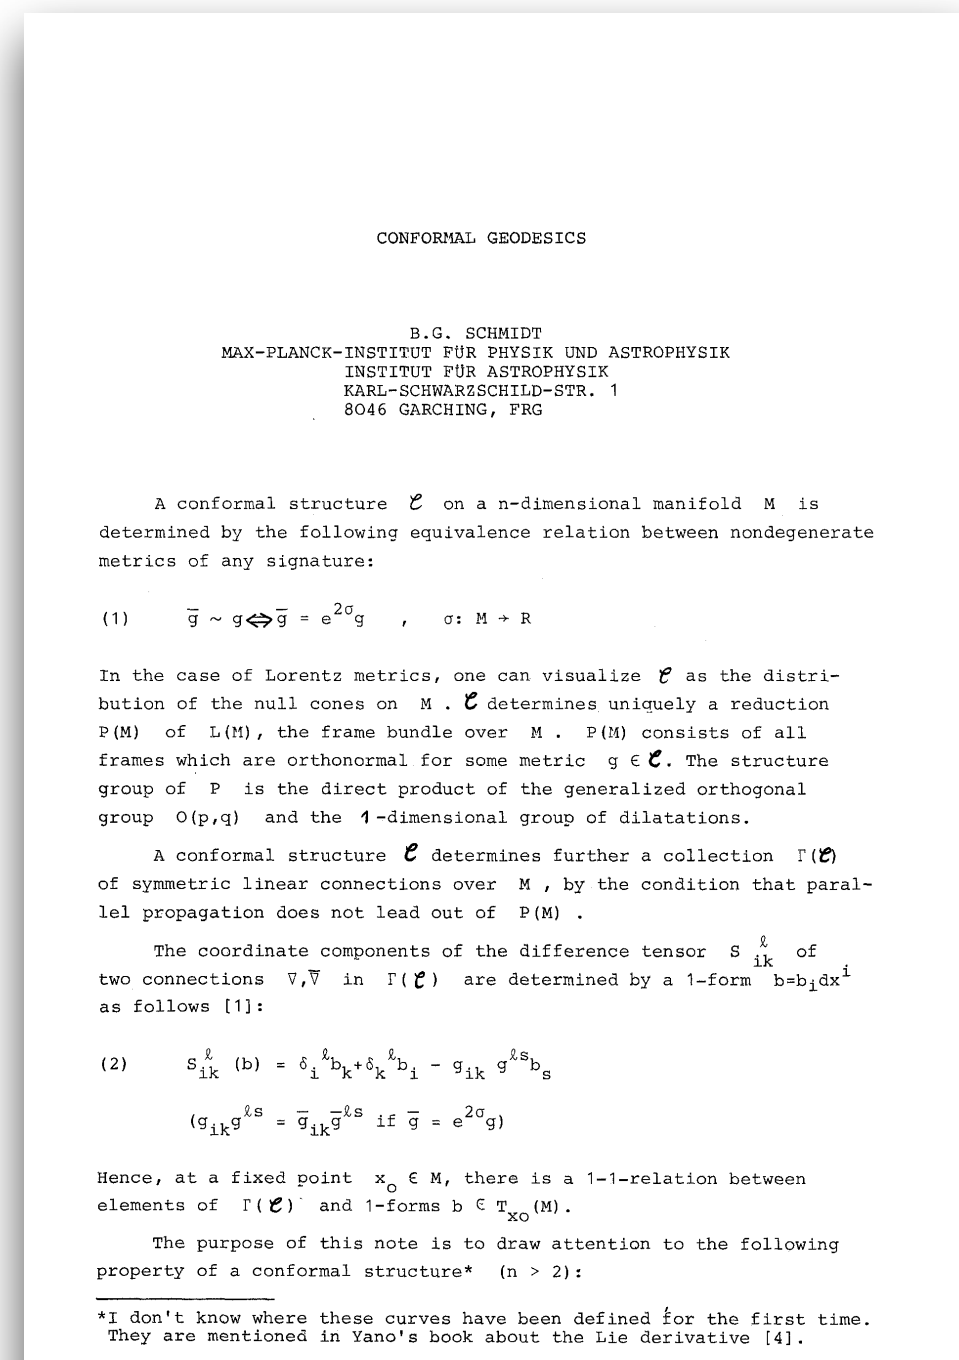 CONFORMAL GEODESICS
B.G. SCHMIDT
MAX-PLANCK-INSTITUT FÜR PHYSIK UND ASTROPHYSIK
INSTITUT FÜR ASTROPHYSIK
KARL-SCHWARZSCHILD-STR. 1
8046 GARCHING, FRG
A conformal structure 𝒞 on a n-dimensional manifold M is
determined by the following equivalence relation between nondegenerate
metrics of any signature:
(1) g̅ ~ g⇔g̅ = e^{2σ}g , σ: M → R
In the case of Lorentz metrics, one can visualize 𝒞 as the distri-
bution of the null cones on M . 𝒞 determines uniquely a reduction
P(M) of L(M), the frame bundle over M . P(M) consists of all
frames which are orthonormal for some metric g ∈ 𝒞. The structure
group of P is the direct product of the generalized orthogonal
group O(p,q) and the 1-dimensional group of dilatations.
A conformal structure 𝒞 determines further a collection Γ(𝒞)
of symmetric linear connections over M , by the condition that paral-
lel propagation does not lead out of P(M) .
The coordinate components of the difference tensor S_{ik}^{ℓ} of
two connections ∇,∇̅ in Γ(𝒞) are determined by a 1-form b=b_{i}dx^{i}
as follows [1]:
(2) S_{ik}^{ℓ} (b) = δ_{i}^{ℓ}b_{k}+δ_{k}^{ℓ}b_{i} - g_{ik} g^{ℓs}b_{s}
(g_{ik}g^{ℓs} = g̅_{ik}g̅^{ℓs} if g̅ = e^{2σ}g)
Hence, at a fixed point x_{o} ∈ M, there is a 1-1-relation between
elements of Γ(𝒞) and 1-forms b ∈ T_{xo}(M).
The purpose of this note is to draw attention to the following
property of a conformal structure* (n > 2):
*I don't know where these curves have been defined for the first time.
They are mentioned in Yano's book about the Lie derivative [4].